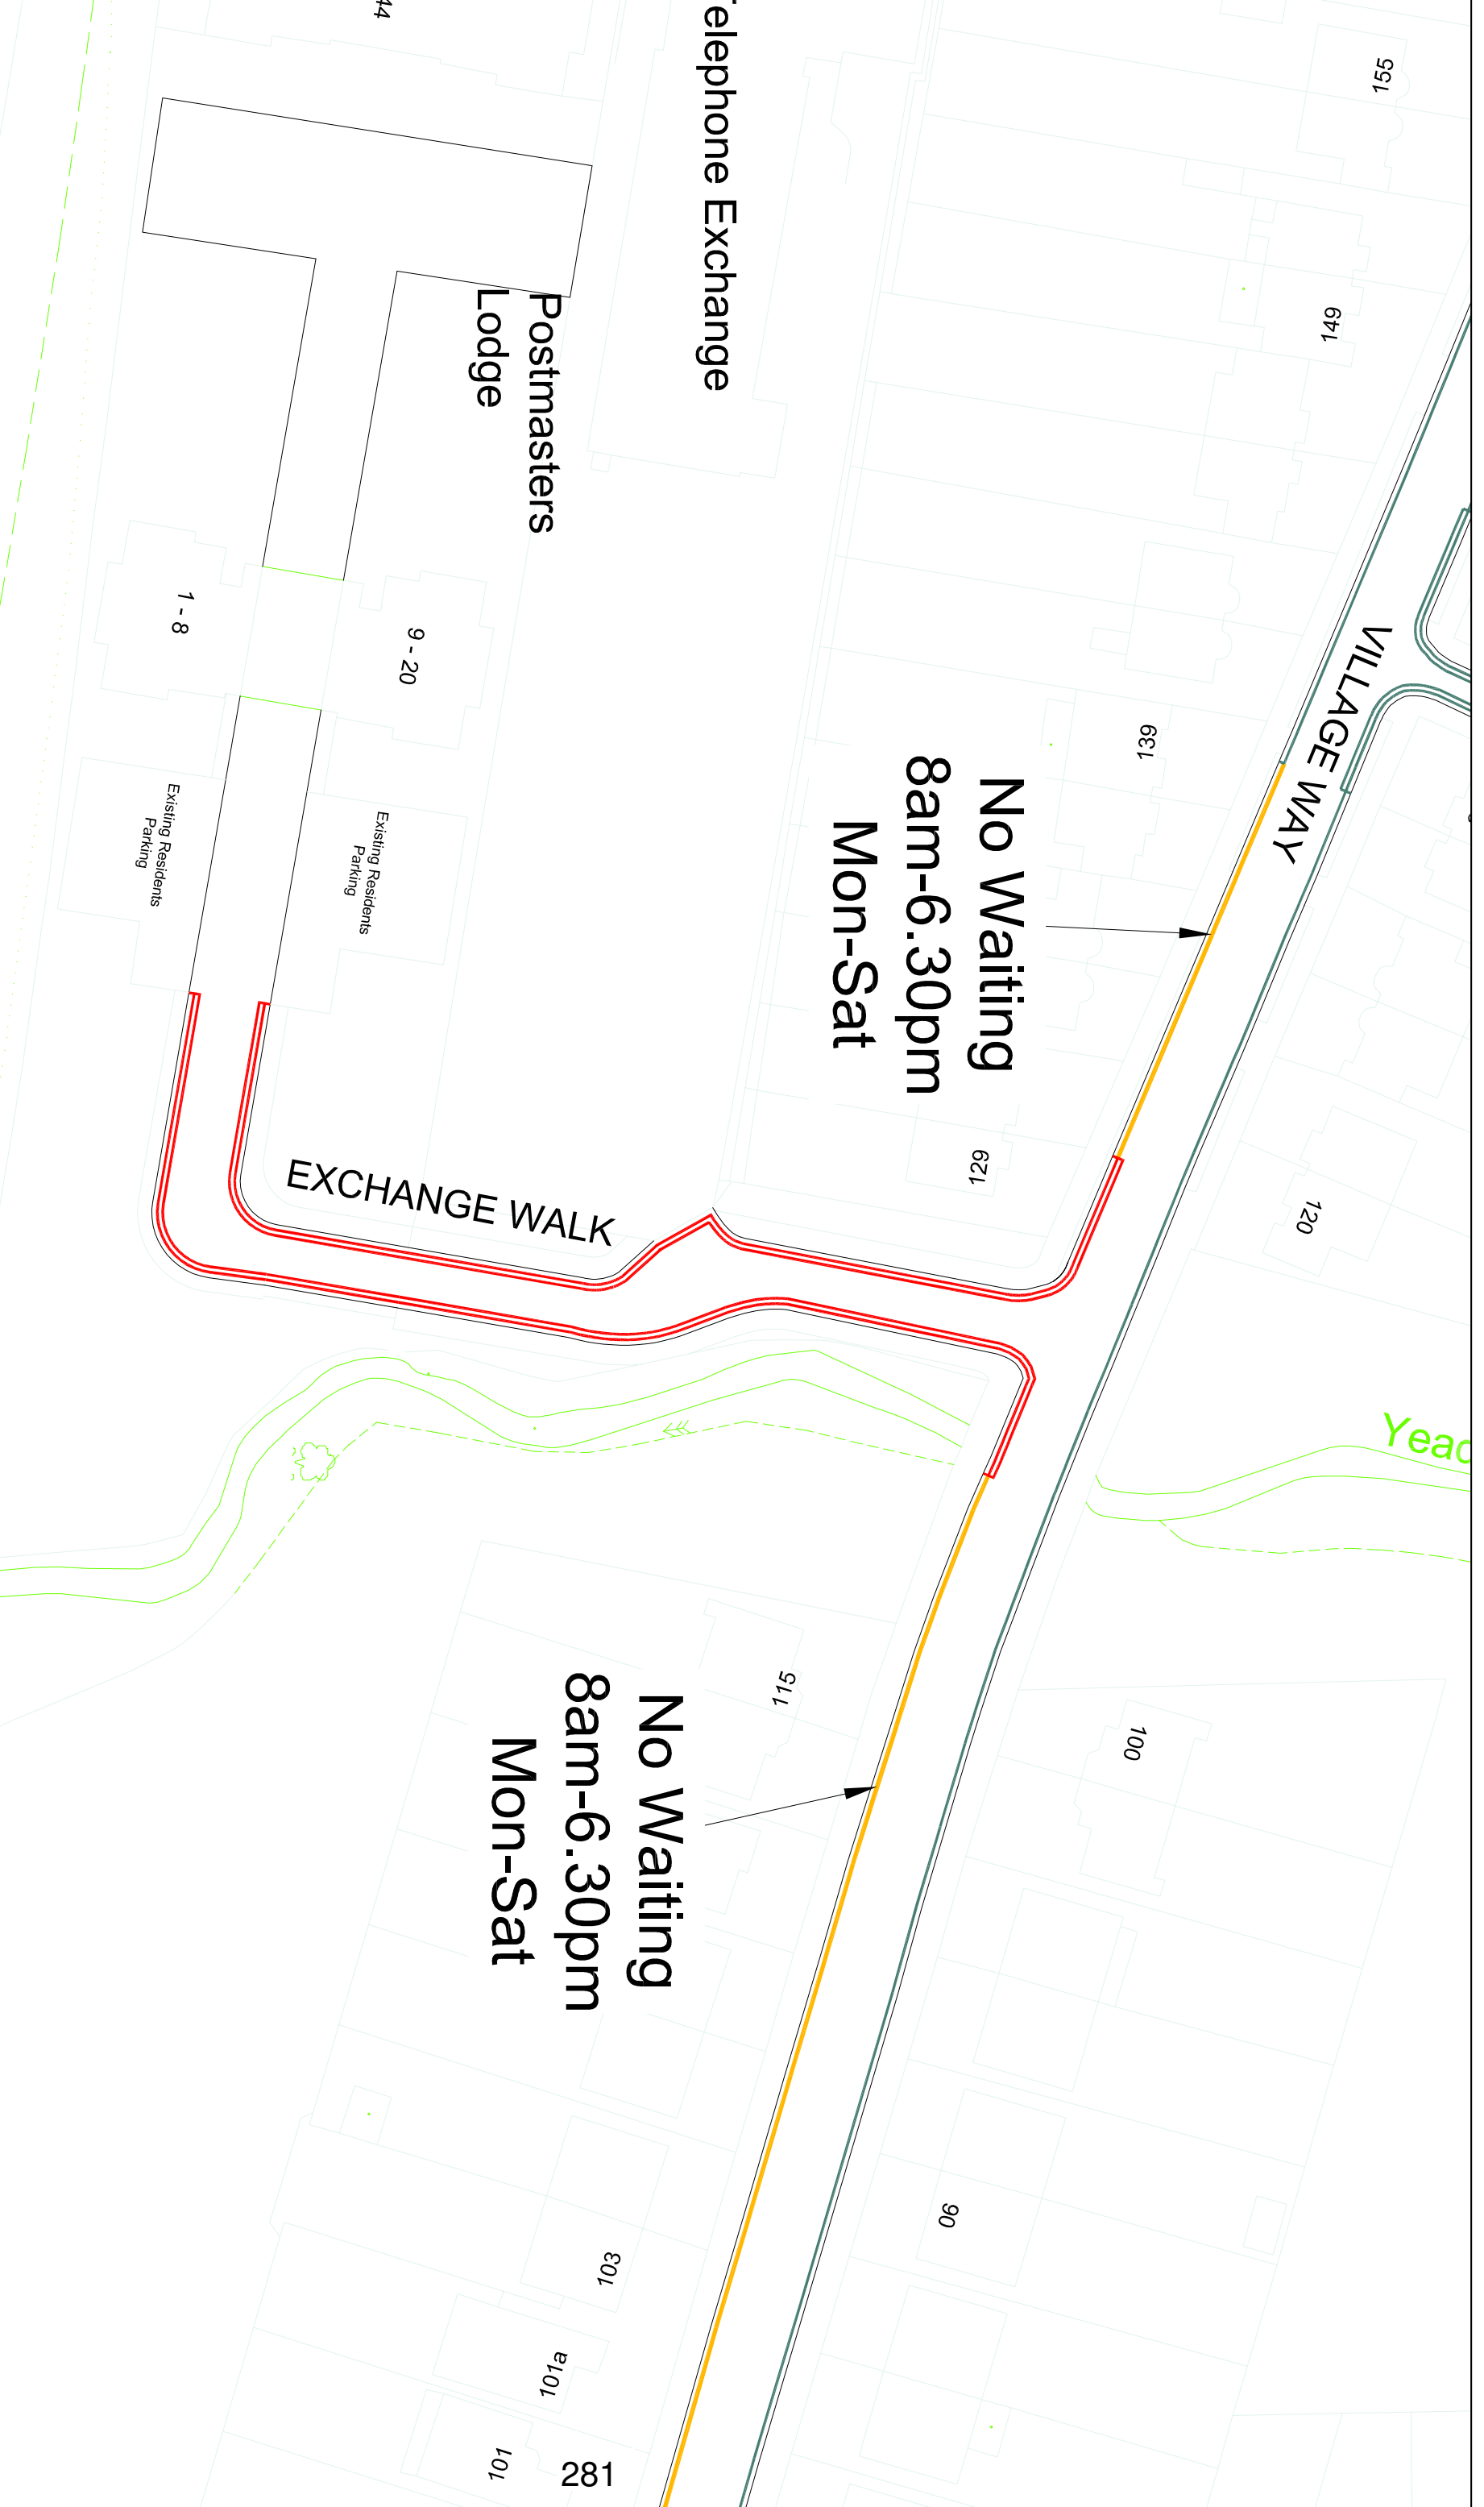 44
Telephone Exchange
155
149
Postmasters
Lodge
VILLAGE WAY
1 - 8
9 - 20
139
No Waiting
8am-6.30pm
Mon-Sat
Existing Residents
Parking
Existing Residents
Parking
129
120
EXCHANGE WALK
Yead
115
100
No Waiting
8am-6.30pm
Mon-Sat
90
103
101a
101
281